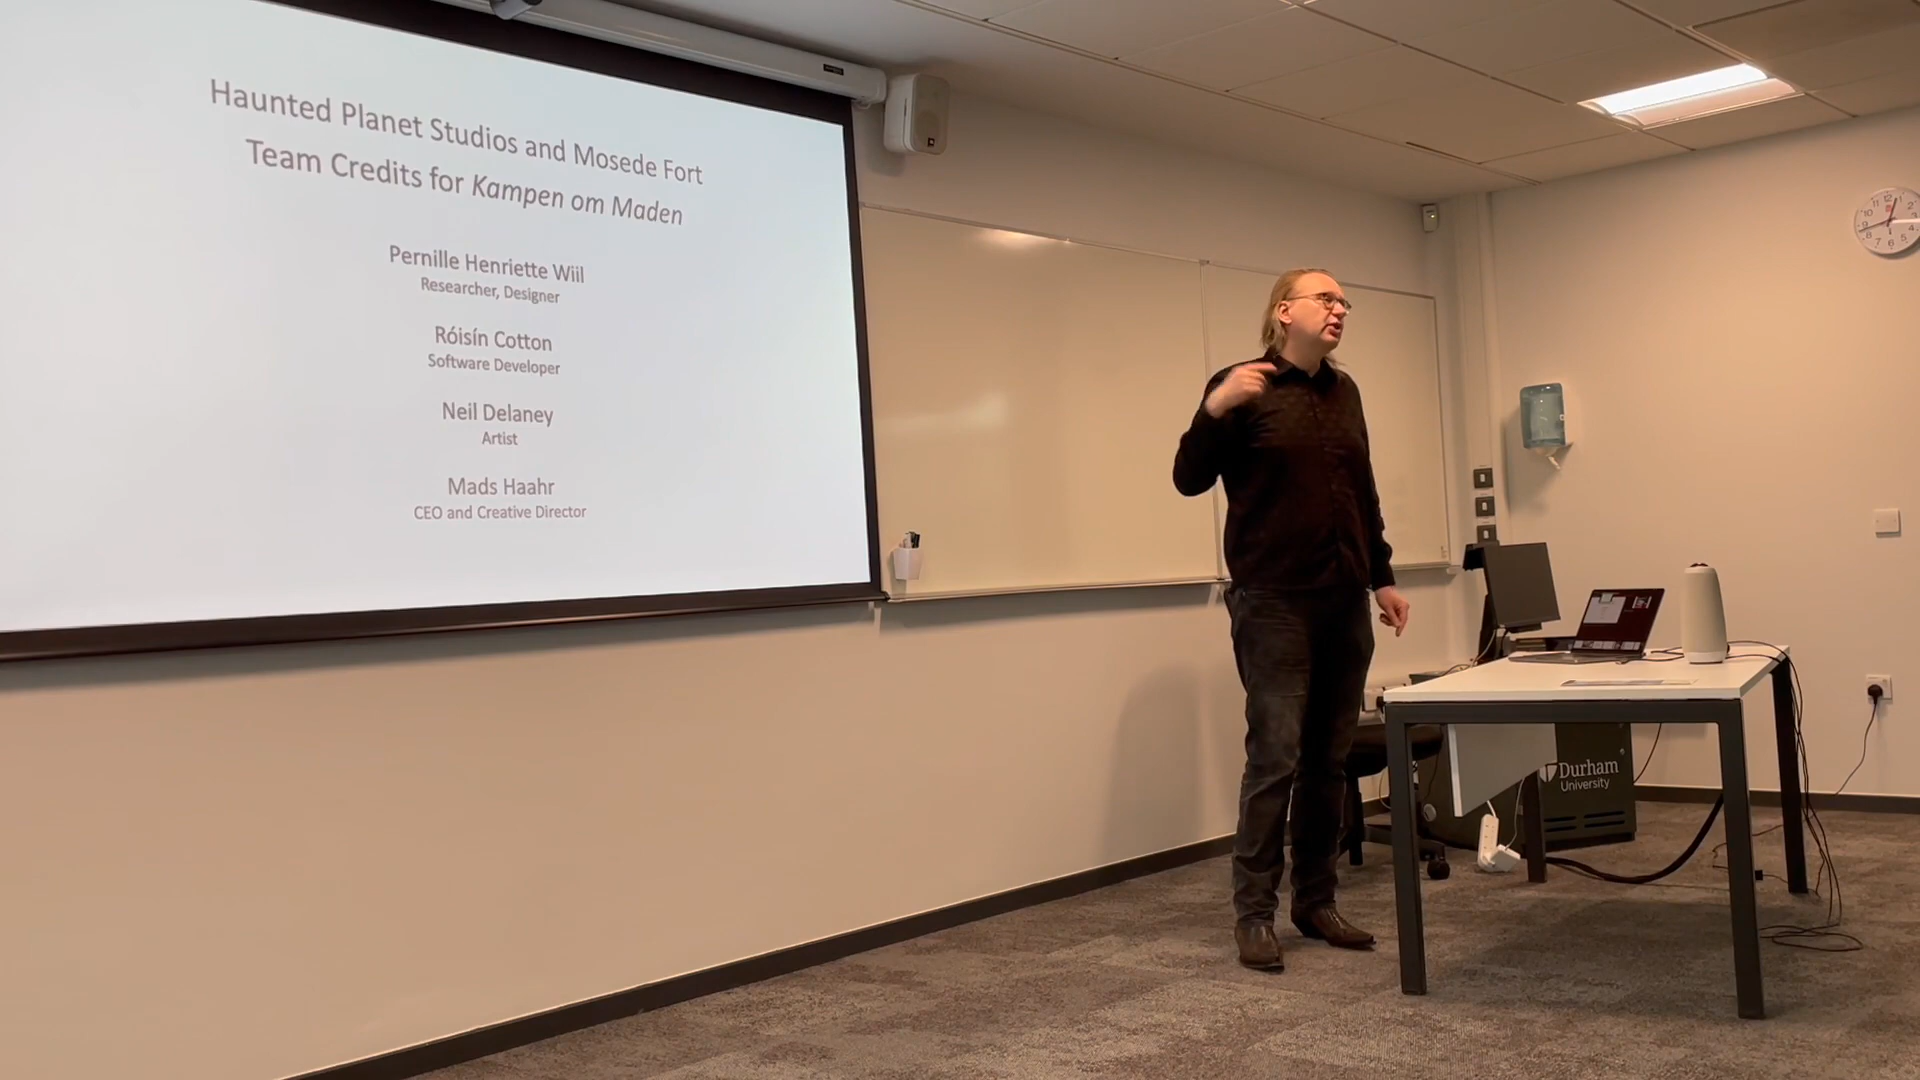 Haunted Planet Studios and Mosede Fort
Team Credits for Kampen om Maden
Pernille Henriette Wiil
Researcher, Designer
Róisín Cotton
Software Developer
Neil Delaney
Artist
Mads Haahr
CEO and Creative Director
Durham
University